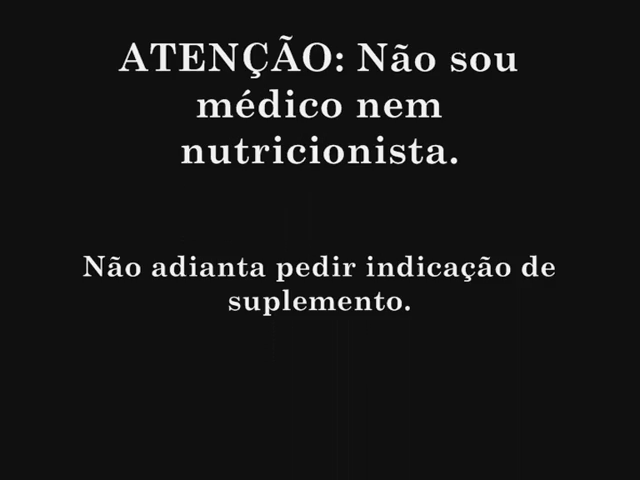 ATENÇÃO: Não sou
médico nem
nutricionista.
Não adianta pedir indicação de
suplemento.